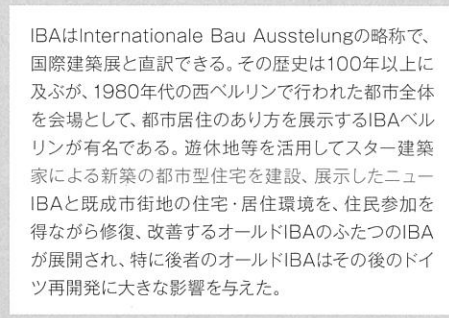 IBAはInternationale Bau Ausstelungの略称で、
国際建築展と直訳できる。その歴史は100年以上に
及ぶが、1980年代の西ベルリンで行われた都市全体
を会場として、都市居住のあり方を展示するIBAベル
リンが有名である。遊休地等を活用してスター建築
家による新築の都市型住宅を建設、展示したニュー
IBAと既成市街地の住宅・居住環境を、住民参加を
得ながら修復、改善するオールドIBAのふたつのIBA
が展開され、特に後者のオールドIBAはその後のドイ
ツ再開発に大きな影響を与えた。